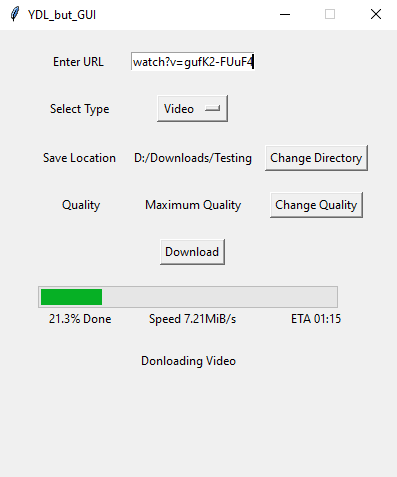 YDL_but_GUI
Enter URL watch?v=gufK2-FUuF4
Select Type Video
Save Location D:/Downloads/Testing Change Directory
Quality Maximum Quality Change Quality
Download
21.3% Done Speed 7.21MiB/s ETA 01:15
Donloading Video